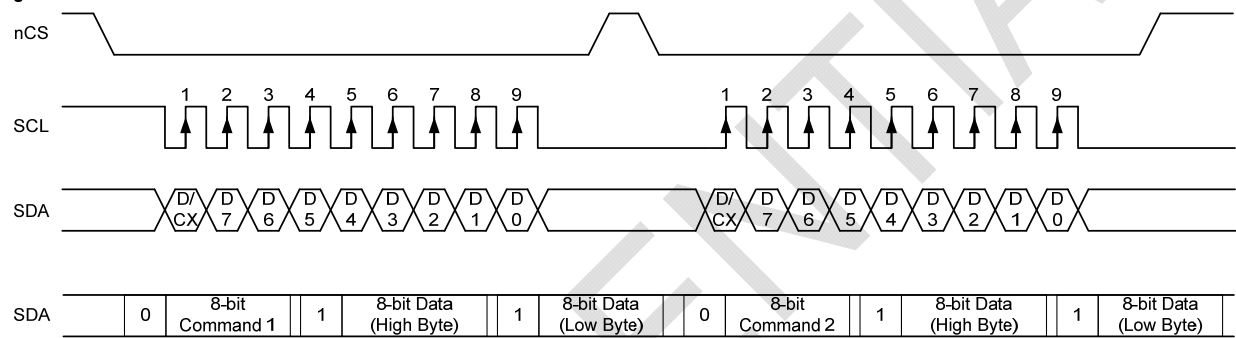 nCS
1 2 3 4 5 6 7 8 9 1 2 3 4 5 6 7 8 9
SCL
SDA
D/ D D D D D D D D D/ D D D D D D D D
CX 7 6 5 4 3 2 1 0 CX 7 6 5 4 3 2 1 0
SDA
0 8-bit 1 8-bit Data 1 8-bit Data 0 8-bit 1 8-bit Data 1 8-bit Data
Command 1 (High Byte) (Low Byte) Command 2 (High Byte) (Low Byte)